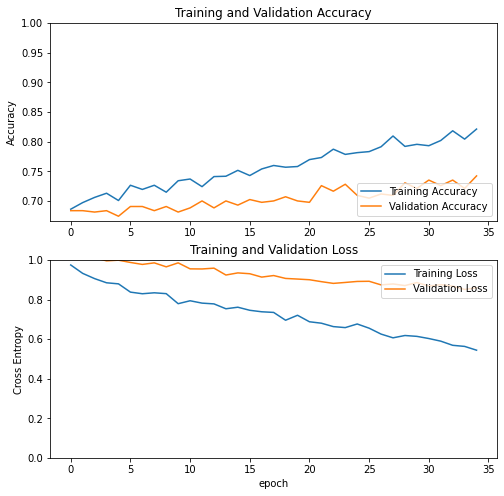 Training and Validation Accuracy
1.00
0.95
0.90
0.85
0.80
0.75
0.70
Accuracy
Training Accuracy
Validation Accuracy
0 5 10 15 20 25 30 35
Training and Validation Loss
1.0
0.8
0.6
0.4
0.2
0.0
Cross Entropy
Training Loss
Validation Loss
0 5 10 15 20 25 30 35
epoch